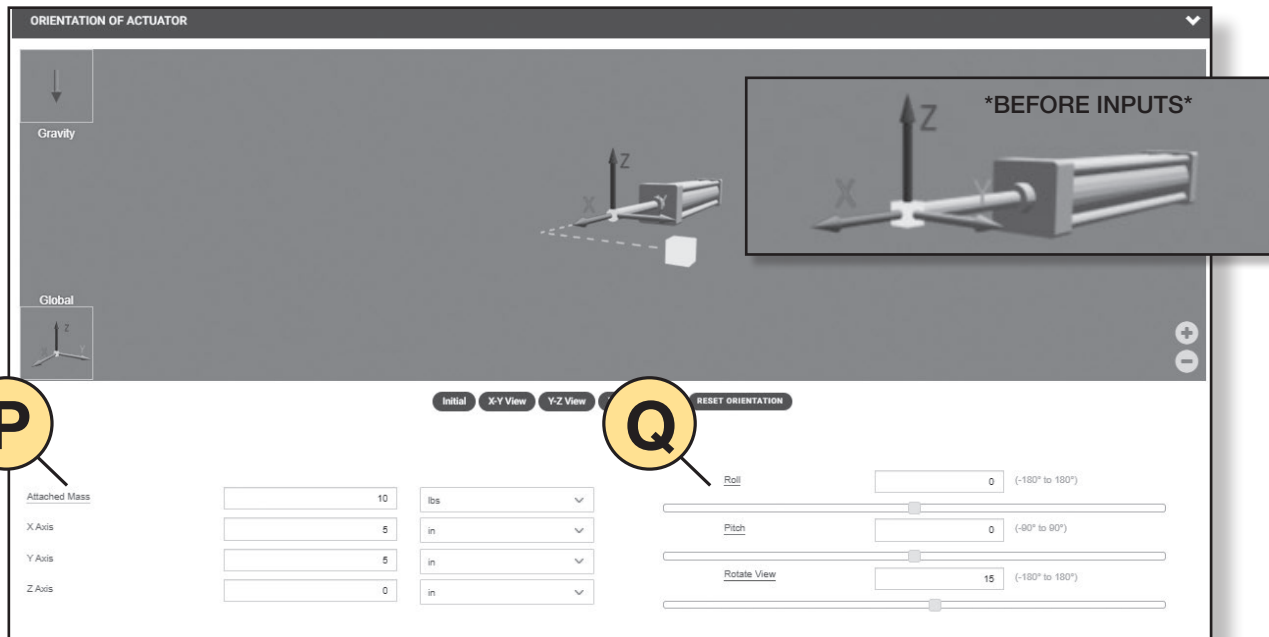 ORIENTATION OF ACTUATOR
Gravity
*BEFORE INPUTS*
Z
X
Y
Z
X
Y
Global
Z
X
Y
Initial
X-Y View
Y-Z View
RESET ORIENTATION
P
Q
Attached Mass 10 lbs
X Axis 5 in
Y Axis 5 in
Z Axis 0 in
Roll 0 (-180° to 180°)
Pitch 0 (-90° to 90°)
Rotate View 15 (-180° to 180°)